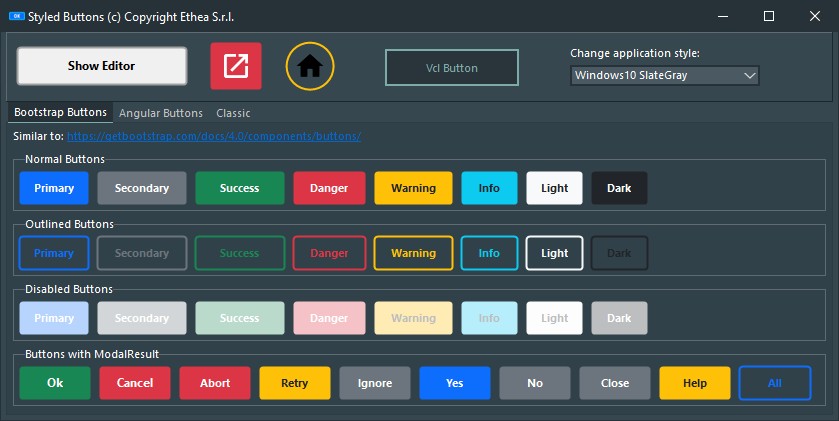 Styled Buttons (c) Copyright Ethea S.r.l.
Show Editor
Vcl Button
Change application style:
Windows10 SlateGray
Bootstrap Buttons Angular Buttons Classic
Similar to: https://getbootstrap.com/docs/4.0/components/buttons/
Normal Buttons
Primary Secondary Success Danger Warning Info Light Dark
Outlined Buttons
Primary Secondary Success Danger Warning Info Light Dark
Disabled Buttons
Primary Secondary Success Danger Warning Info Light Dark
Buttons with ModalResult
Ok Cancel Abort Retry Ignore Yes No Close Help All